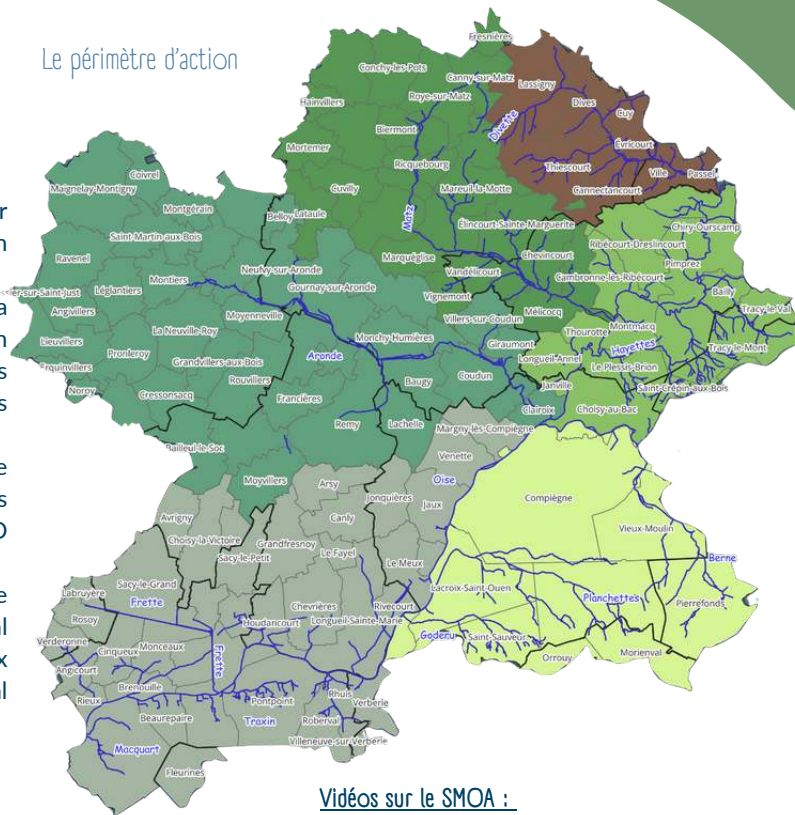 Le périmètre d'action
Fresnières
Conchy-les-Pots
Canny-sur-Matz
Lassigny
Roye-sur-Matz
Hainvillers
Dives
Cuy
Biermont
Divette
Évricourt
Mortemer
Ricquebourg
Thiescourt
Ville
Passel
Coivrel
Maignelay-Montigny
Cuvilly
Mareuil-la-Motte
Cannectancourt
Montgérain
Belloy
Lataule
Matz
Élincourt-Sainte-Marguerite
Chiry-Ourscamp
Saint-Martin-aux-Bois
Ribécourt-Dreslincourt
Ravenel
Marquéglise
Chevincourt
Pimprez
Neufvy-sur-Aronde
Vandélicourt
Cambronne-lès-Ribécourt
Montiers
Gournay-sur-Aronde
Bailly
Léglantiers
Vignemont
Tracy-le-Val
Angivillers
Moyenneville
Villers-sur-Coudun
Mélicocq
Montmacq
La Neuville-Roy
Thourotte
Lieuvillers
Monchy-Humières
Giraumont
Hayettes
Tracy-le-Mont
Pronleroy
Aronde
Longueil-Annel
Grandvillers-aux-Bois
Le Plessis-Brion
Erquinvillers
Rouvillers
Baugy
Coudun
Janville
Saint-Crépin-aux-Bois
Noroy
Cressonsacq
Francières
Clairoix
Choisy-au-Bac
Remy
Lachelle
Margny-lès-Compiègne
Bailleul-le-Soc
Venette
Moyvillers
Arsy
Oise
Jonquières
Compiègne
Avrigny
Canly
Jaux
Choisy-la-Victoire
Vieux-Moulin
Grandfresnoy
Le Fayel
Sacy-le-Petit
Le Meux
Berne
Sacy-le-Grand
Lacroix-Saint-Ouen
Labruyère
Planchettes
Frette
Chevrières
Rivecourt
Pierrefonds
Rosoy
Houdancourt
Longueil-Sainte-Marie
Verderonne
Goderu
Saint-Sauveur
Cinqueux
Monceaux
Frette
Morienval
Angicourt
Orrouy
Brenouille
Rhuis
Rieux
Pontpoint
Verberie
Beaurepaire
Traxin
Roberval
Villeneuve-sur-Verberie
Macquart
Fleurines
Vidéos sur le SMOA :